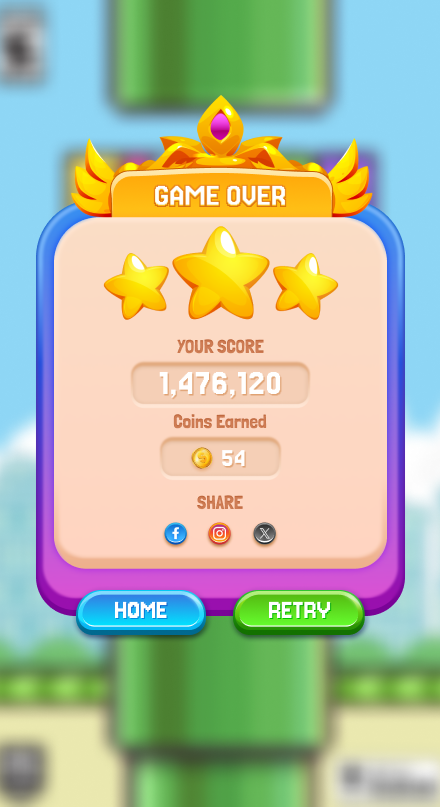 GAME OVER
YOUR SCORE
1,476,120
Coins Earned
54
SHARE
HOME
RETRY